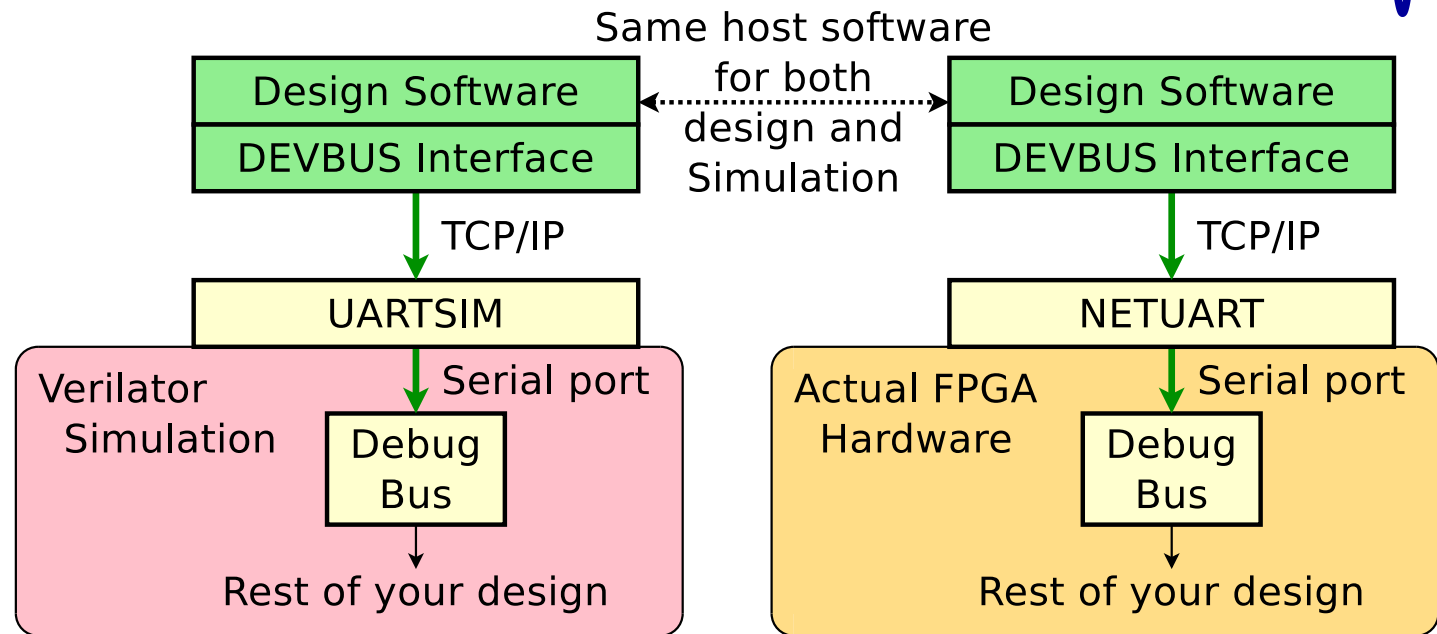 Same host software
for both
design and
Simulation
Design Software
DEVBUS Interface
TCP/IP
UARTSIM
Verilator
Simulation
Serial port
Debug
Bus
Rest of your design
Design Software
DEVBUS Interface
TCP/IP
NETUART
Actual FPGA
Hardware
Serial port
Debug
Bus
Rest of your design